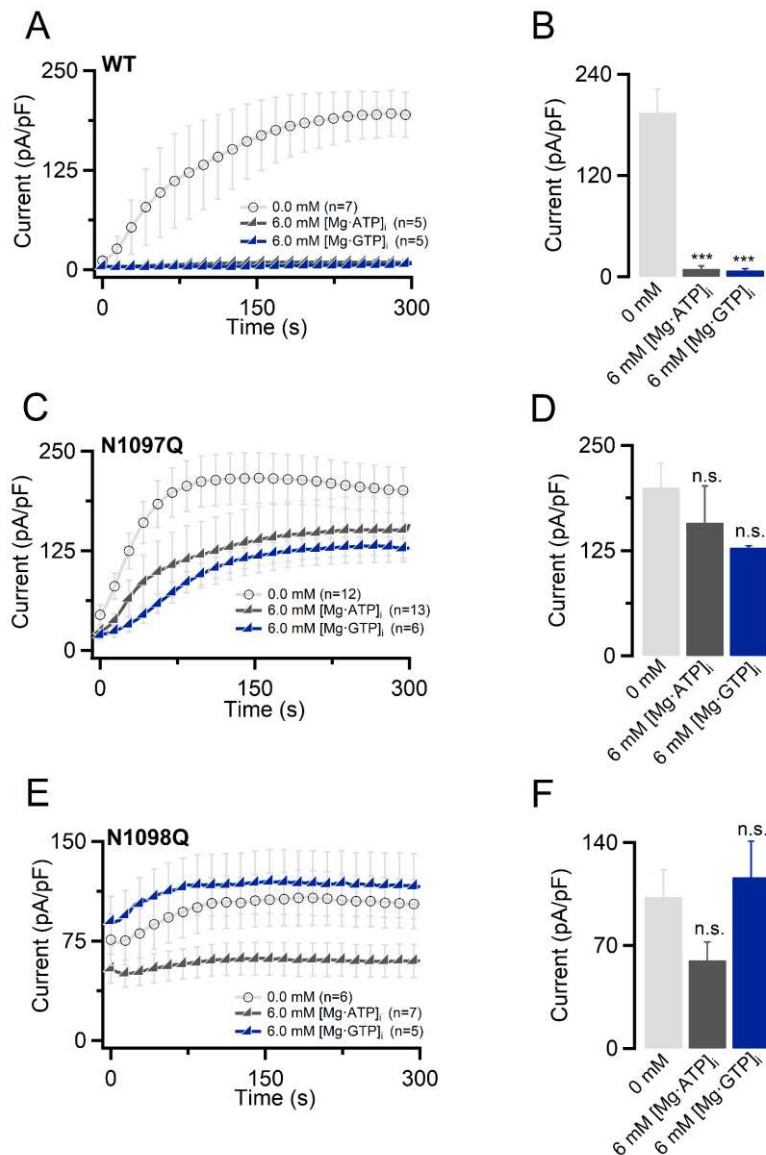 A
WT
250
125
0
Current (pA/pF)
0.0 mM (n=7)
6.0 mM [Mg·ATP]i (n=5)
6.0 mM [Mg·GTP]i (n=5)
0 150 300
Time (s)
B
240
120
0
Current (pA/pF)
*** ***
0 mM
6 mM [Mg·ATP]i
6 mM [Mg·GTP]i
C
N1097Q
250
125
0
Current (pA/pF)
0.0 mM (n=12)
6.0 mM [Mg·ATP]i (n=13)
6.0 mM [Mg·GTP]i (n=6)
0 150 300
Time (s)
D
250
125
0
Current (pA/pF)
n.s.
n.s.
0 mM
6 mM [Mg·ATP]i
6 mM [Mg·GTP]i
E
N1098Q
150
75
0
Current (pA/pF)
0.0 mM (n=6)
6.0 mM [Mg·ATP]i (n=7)
6.0 mM [Mg·GTP]i (n=5)
0 150 300
Time (s)
F
140
70
0
Current (pA/pF)
n.s.
n.s.
0 mM
6 mM [Mg·ATP]i
6 mM [Mg·GTP]i